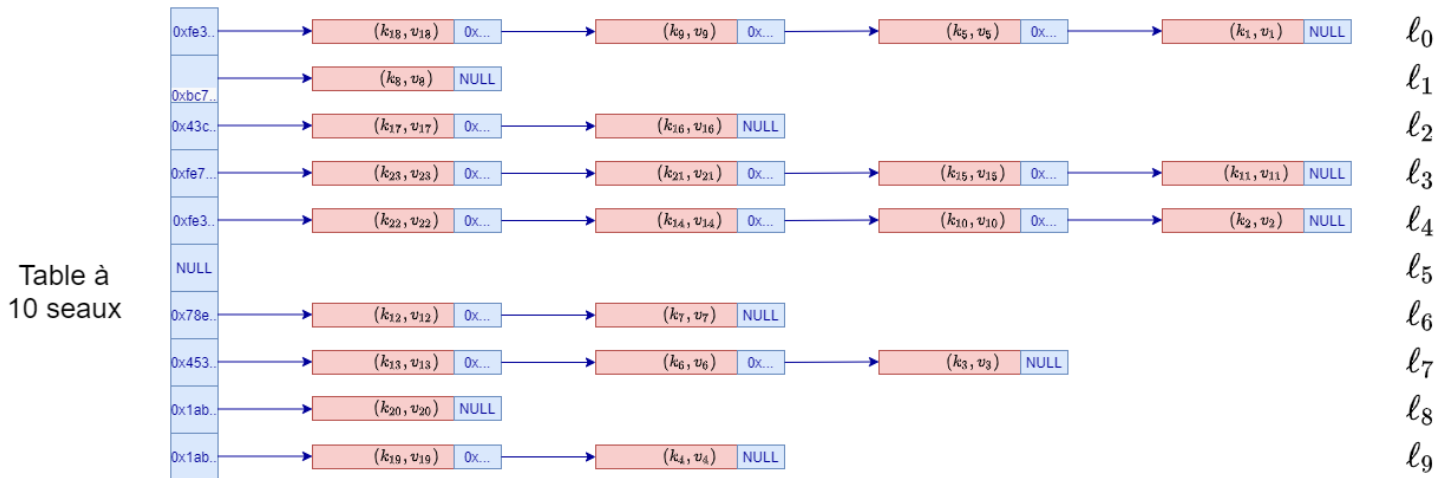 0xfe3.. (k₁₈, v₁₈) 0x... (k₉, v₉) 0x... (k₅, v₅) 0x... (k₁, v₁) NULL ℓ₀
0xbc7.. (k₈, v₈) NULL ℓ₁
0x43c.. (k₁₇, v₁₇) 0x... (k₁₆, v₁₆) NULL ℓ₂
0xfe7... (k₂₃, v₂₃) 0x... (k₂₁, v₂₁) 0x... (k₁₅, v₁₅) 0x... (k₁₁, v₁₁) NULL ℓ₃
0xfe3.. (k₂₂, v₂₂) 0x... (k₁₄, v₁₄) 0x... (k₁₀, v₁₀) 0x... (k₂, v₂) NULL ℓ₄
Table à
10 seaux
NULL ℓ₅
0x78e.. (k₁₂, v₁₂) 0x... (k₇, v₇) NULL ℓ₆
0x453.. (k₁₃, v₁₃) 0x... (k₆, v₆) 0x... (k₃, v₃) NULL ℓ₇
0x1ab.. (k₂₀, v₂₀) NULL ℓ₈
0x1ab.. (k₁₉, v₁₉) 0x... (k₄, v₄) NULL ℓ₉